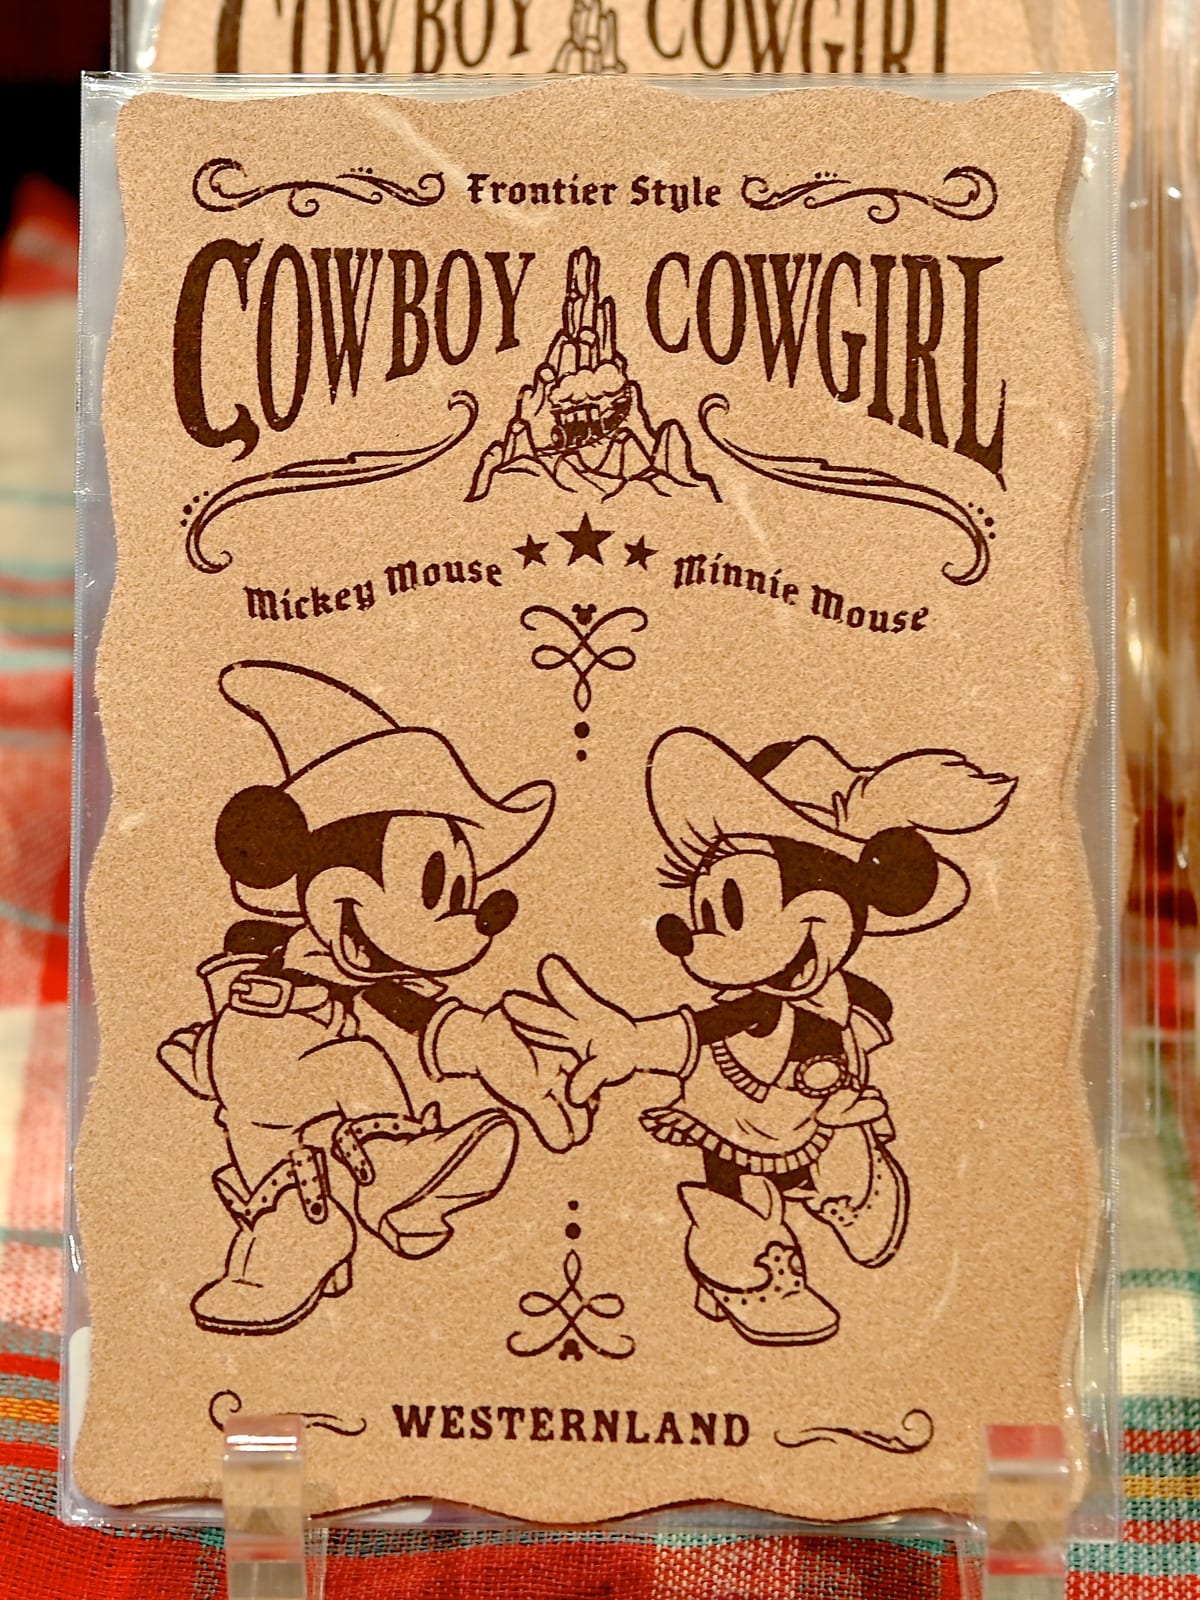 COWBOY COWGIRL
Frontier Style
COWBOY COWGIRL
Mickey Mouse Minnie Mouse
WESTERNLAND